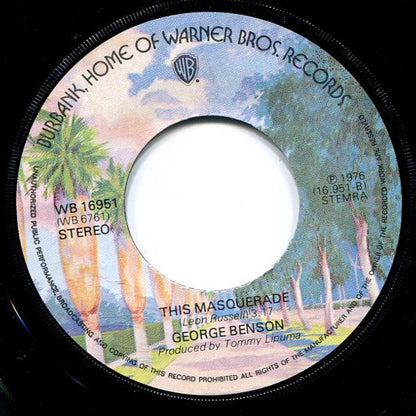 BURBANK, HOME OF WARNER BROS. RECORDS
WB
WB 16951
(WB 6761)
STEREO
Ⓟ 1976
(16.951-B)
STEMRA
THIS MASQUERADE
Leon Russell 3,17
GEORGE BENSON
Produced by Tommy Lipuma
UNAUTHORIZED PUBLIC PERFORMANCE, BROADCASTING AND COPYING OF THIS RECORD PROHIBITED ALL RIGHTS OF THE MANUFACTURER AND OF THE OWNER OF THE RECORDED WORK ARE RESERVED